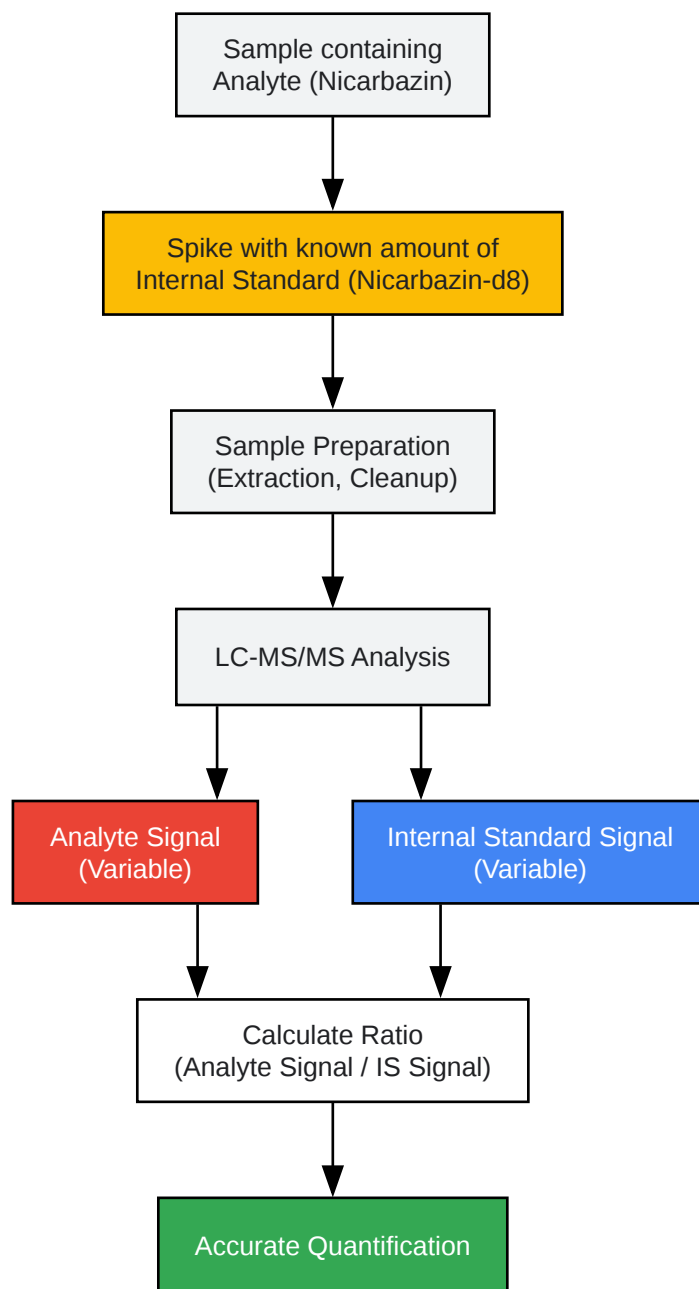 Sample containing
Analyte (Nicarbazin)
Spike with known amount of
Internal Standard (Nicarbazin-d8)
Sample Preparation
(Extraction, Cleanup)
LC-MS/MS Analysis
Analyte Signal
(Variable)
Internal Standard Signal
(Variable)
Calculate Ratio
(Analyte Signal / IS Signal)
Accurate Quantification